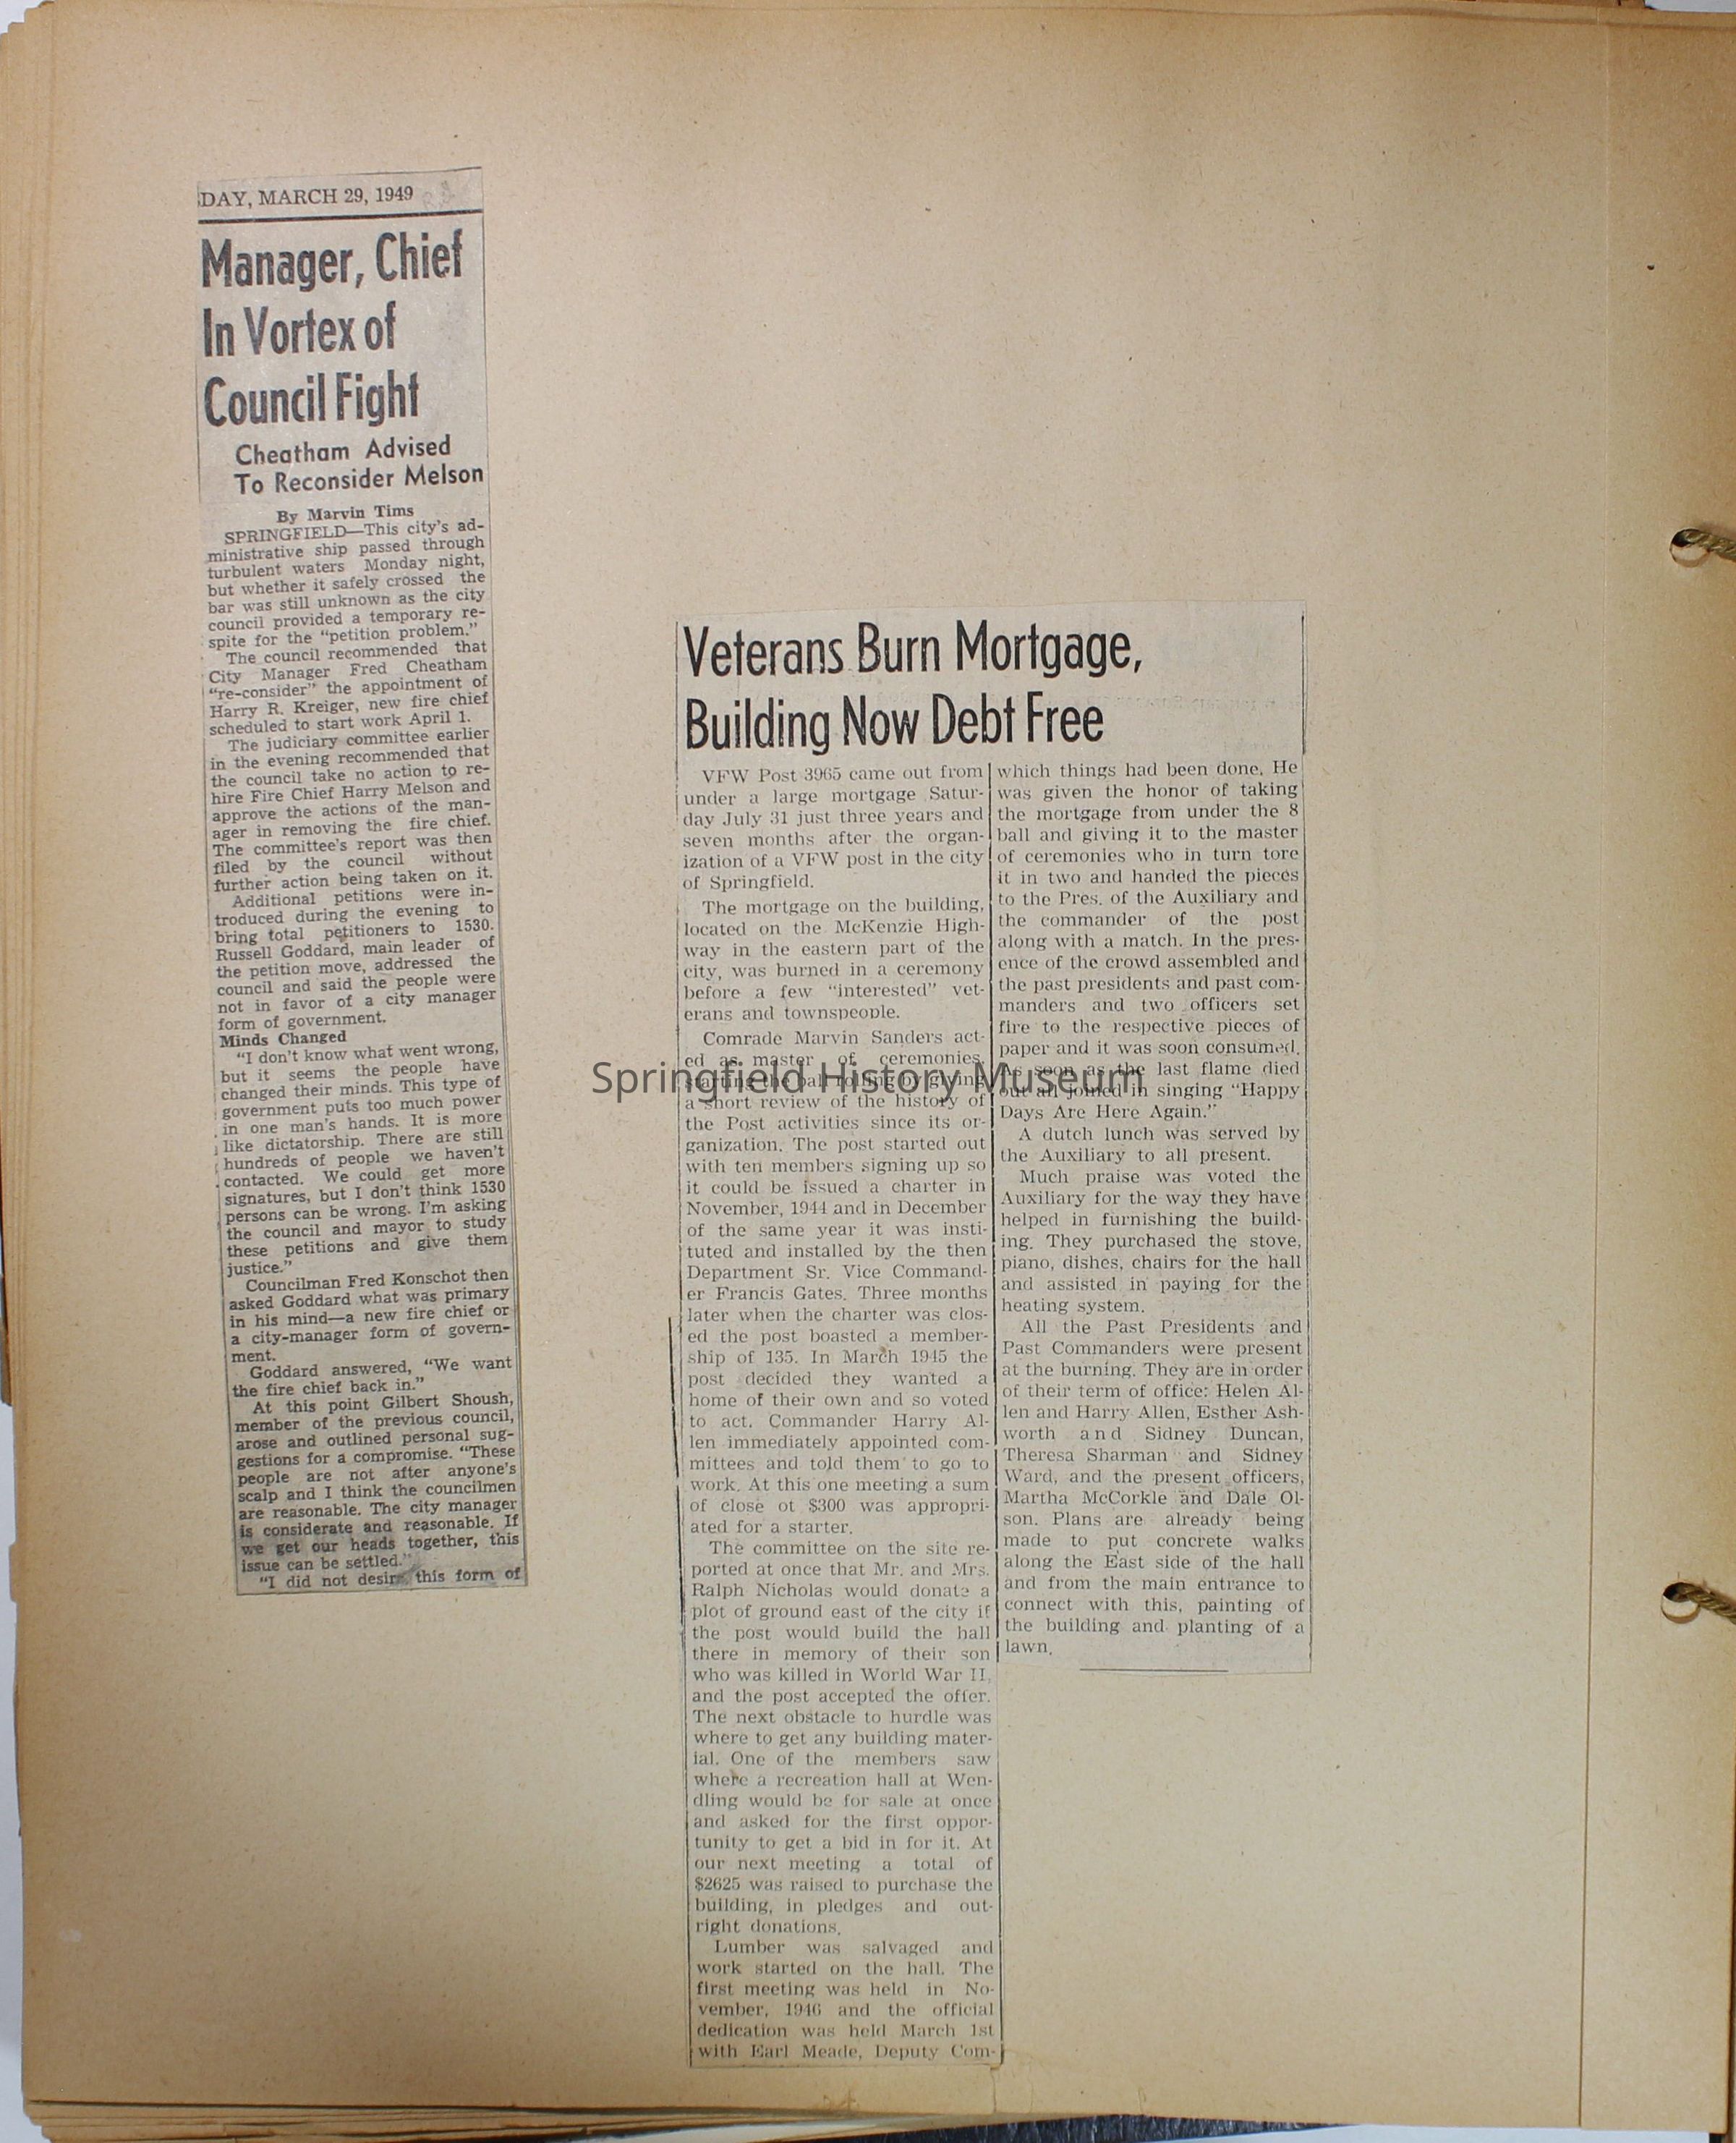 DAY, MARCH 29, 1949
Manager, Chief
In Vortex of
Council Fight
Cheatham Advised
To Reconsider Melson
By Marvin Tims
SPRINGFIELD—This city's ad-
ministrative ship passed through
turbulent waters Monday night,
but whether it safely crossed the
bar was still unknown as the city
council provided a temporary re-
spite for the "petition problem."
The council recommended that
City Manager Fred Cheatham
"re-consider" the appointment of
Harry R. Kreiger, new fire chief
scheduled to start work April 1.
The judiciary committee earlier
in the evening recommended that
the council take no action to re-
hire Fire Chief Harry Melson and
approve the actions of the man-
ager in removing the fire chief.
The committee's report was then
filed by the council without
further action being taken on it.
Additional petitions were in-
troduced during the evening to
bring total petitioners to 1530.
Russell Goddard, main leader of
the petition move, addressed the
council and said the people were
not in favor of a city manager
form of government.
Minds Changed
"I don't know what went wrong,
but it seems the people have
changed their minds. This type of
government puts too much power
in one man's hands. It is more
like dictatorship. There are still
hundreds of people we haven't
contacted. We could get more
signatures, but I don't think 1530
persons can be wrong. I'm asking
the council and mayor to study
these petitions and give them
justice."
Councilman Fred Konschot then
asked Goddard what was primary
in his mind—a new fire chief or
a city-manager form of govern-
ment.
Goddard answered, "We want
the fire chief back in."
At this point Gilbert Shoush,
member of the previous council,
arose and outlined personal sug-
gestions for a compromise. "These
people are not after anyone's
scalp and I think the councilmen
are reasonable. The city manager
is considerate and reasonable. If
we get our heads together, this
issue can be settled."
"I did not desire this form of
Veterans Burn Mortgage,
Building Now Debt Free
VFW Post 3965 came out from
under a large mortgage Satur-
day July 31 just three years and
seven months after the organ-
ization of a VFW post in the city
of Springfield.
The mortgage on the building,
located on the McKenzie High-
way in the eastern part of the
city, was burned in a ceremony
before a few "interested" vet-
erans and townspeople.
Comrade Marvin Sanders act-
ed as master of ceremonies,
starting the ball rolling by giving
a short review of the history of
the Post activities since its or-
ganization. The post started out
with ten members signing up so
it could be issued a charter in
November, 1944 and in December
of the same year it was insti-
tuted and installed by the then
Department Sr. Vice Command-
er Francis Gates. Three months
later when the charter was clos-
ed the post boasted a member-
ship of 135. In March 1945 the
post decided they wanted a
home of their own and so voted
to act. Commander Harry Al-
len immediately appointed com-
mittees and told them to go to
work. At this one meeting a sum
of close ot $300 was appropri-
ated for a starter.
The committee on the site re-
ported at once that Mr. and Mrs.
Ralph Nicholas would donate a
plot of ground east of the city if
the post would build the hall
there in memory of their son
who was killed in World War II,
and the post accepted the offer.
The next obstacle to hurdle was
where to get any building mater-
ial. One of the members saw
where a recreation hall at Wen-
dling would be for sale at once
and asked for the first oppor-
tunity to get a bid in for it. At
our next meeting a total of
$2625 was raised to purchase the
building, in pledges and out-
right donations.
Lumber was salvaged and
work started on the hall. The
first meeting was held in No-
vember, 1946 and the official
dedication was held March 1st
with Earl Meade, Deputy Com-
which things had been done. He
was given the honor of taking
the mortgage from under the 8
ball and giving it to the master
of ceremonies who in turn tore
it in two and handed the pieces
to the Pres. of the Auxiliary and
the commander of the post
along with a match. In the pres-
ence of the crowd assembled and
the past presidents and past com-
manders and two officers set
fire to the respective pieces of
paper and it was soon consumed.
As soon as the last flame died
out all joined in singing "Happy
Days Are Here Again."
A dutch lunch was served by
the Auxiliary to all present.
Much praise was voted the
Auxiliary for the way they have
helped in furnishing the build-
ing. They purchased the stove,
piano, dishes, chairs for the hall
and assisted in paying for the
heating system.
All the Past Presidents and
Past Commanders were present
at the burning. They are in order
of their term of office: Helen Al-
len and Harry Allen, Esther Ash-
worth and Sidney Duncan,
Theresa Sharman and Sidney
Ward, and the present officers,
Martha McCorkle and Dale Ol-
son. Plans are already being
made to put concrete walks
along the East side of the hall
and from the main entrance to
connect with this, painting of
the building and planting of a
lawn.
Springfield History Museum